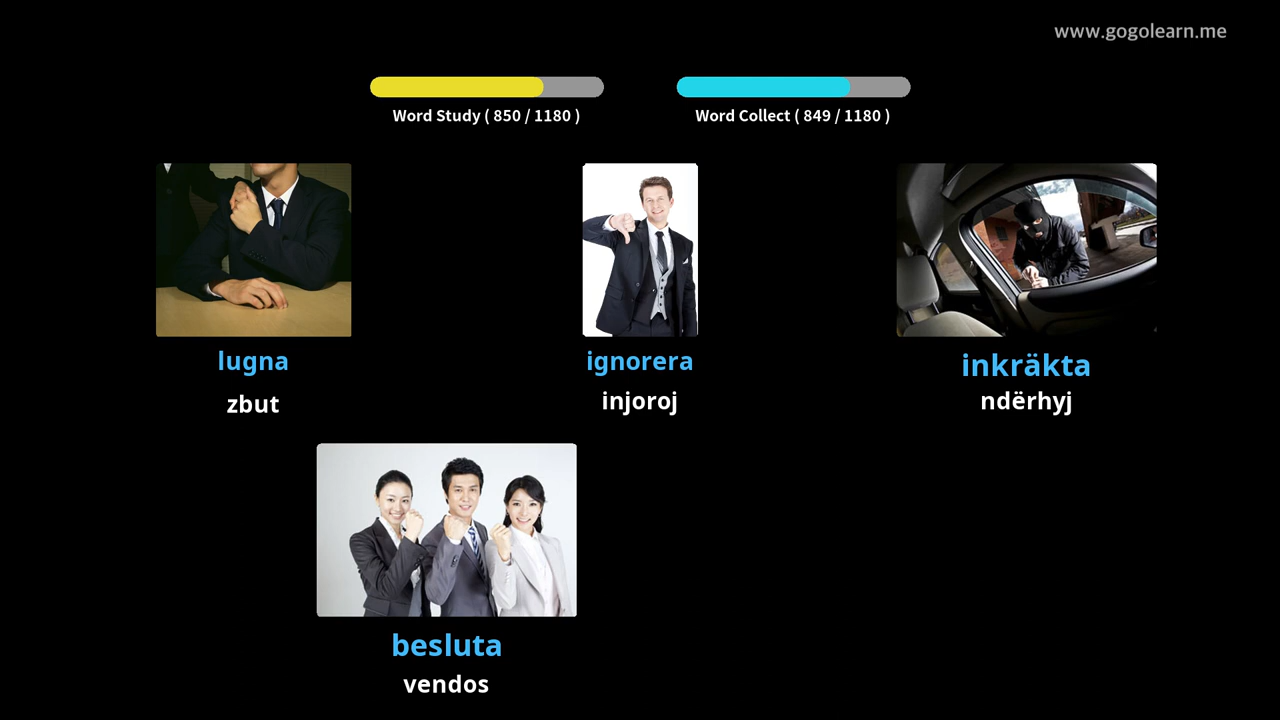 www.gogolearn.me
Word Study ( 850 / 1180 )
Word Collect ( 849 / 1180 )
lugna
zbut
ignorera
injoroj
inkräkta
ndërhyj
besluta
vendos